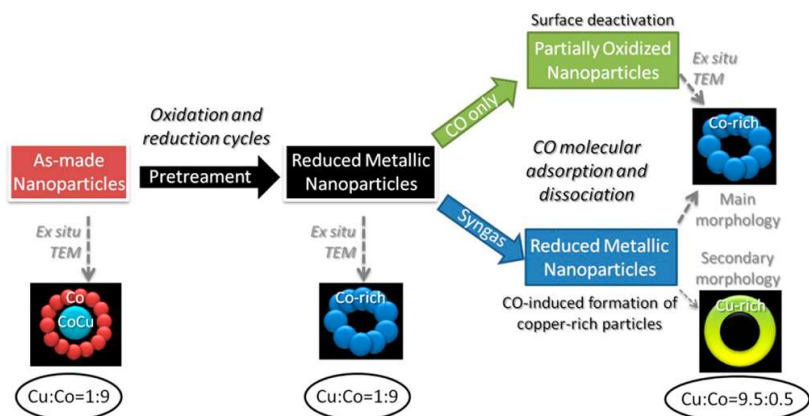 Surface deactivation
Partially Oxidized
Nanoparticles
Ex situ
TEM
Co-rich
Oxidation and
reduction cycles
CO only
As-made
Nanoparticles
Pretreament
Reduced Metallic
Nanoparticles
CO molecular
adsorption and
dissociation
Syngas
Main
morphology
Reduced Metallic
Nanoparticles
Secondary
morphology
CO-induced formation of
copper-rich particles
Cu-rich
Ex situ
TEM
Co
CoCu
Ex situ
TEM
Co-rich
Cu:Co=1:9
Cu:Co=1:9
Cu:Co=9.5:0.5